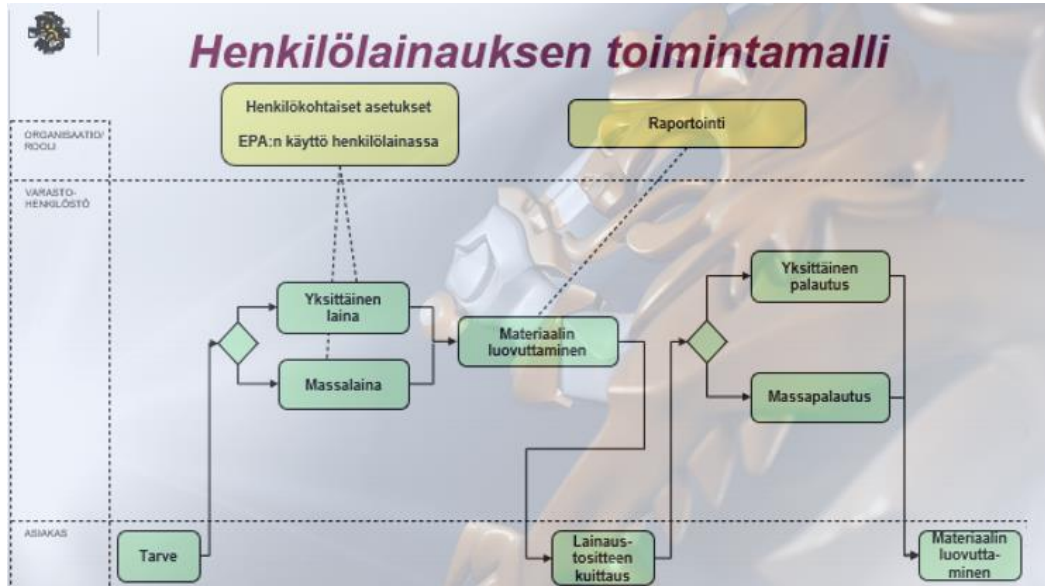 Henkilölainauksen toimintamalli
Henkilökohtaiset asetukset
EPA:n käyttö henkilölainassa
Raportointi
ORGANISAATIO/
ROOLI
VARASTO-
HENKILÖSTÖ
Yksittäinen
laina
Massalaina
Materiaalin
luovuttaminen
Yksittäinen
palautus
Massapalautus
ASIAKAS
Tarve
Lainaus-
tositteen
kuittaus
Materiaalin
luovutta-
minen